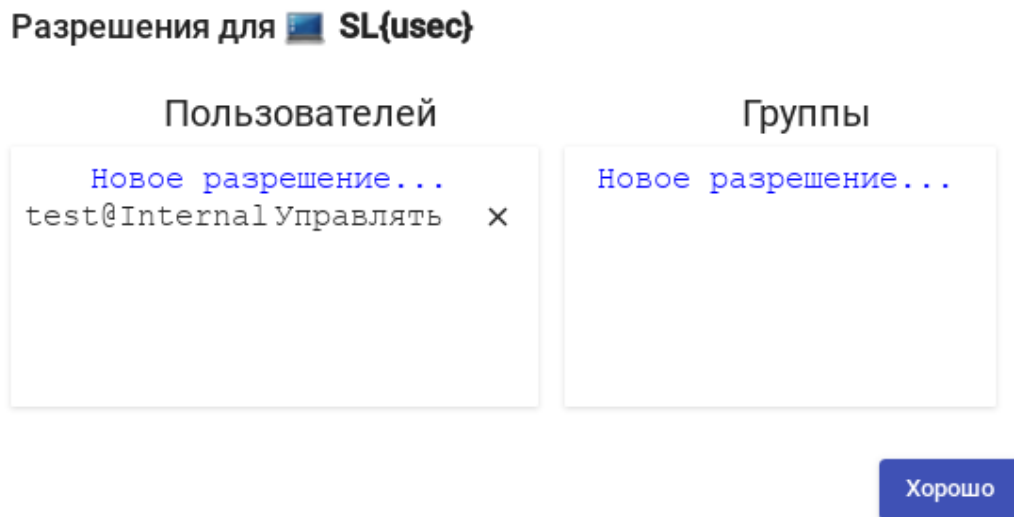 Разрешения для SL{usec}
Пользователей
Новое разрешение...
test@Internal Управлять ×
Группы
Новое разрешение...
Хорошо